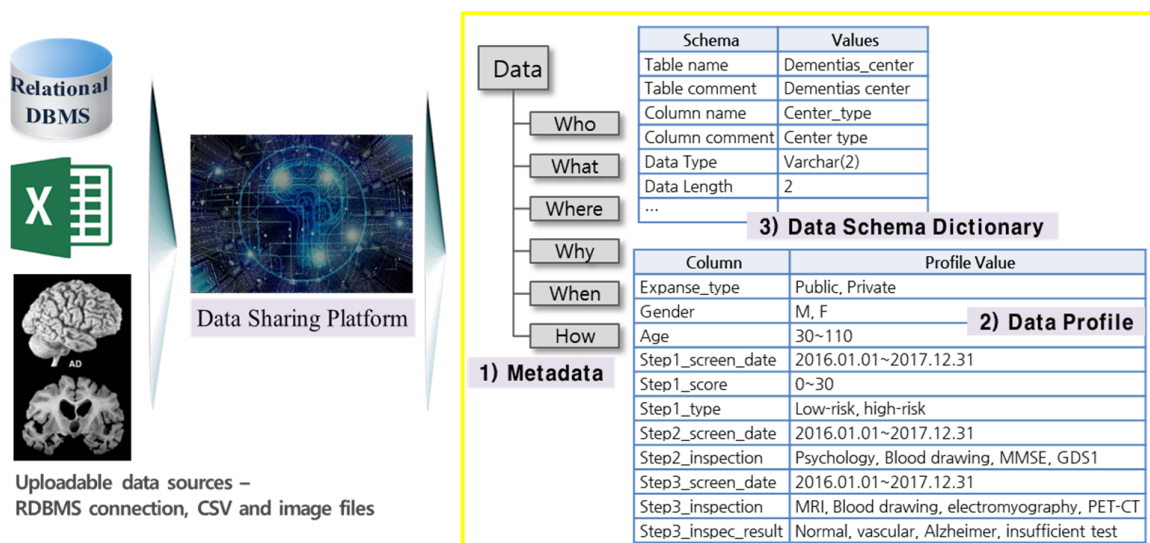 Relational
DBMS
X
AD
Uploadable data sources –
RDBMS connection, CSV and image files
Data Sharing Platform
Data
Who
What
Where
Why
When
How
1) Metadata
Schema Values
Table name Dementias_center
Table comment Dementias center
Column name Center_type
Column comment Center type
Data Type Varchar(2)
Data Length 2
...
3) Data Schema Dictionary
Column Profile Value
Expanse_type Public, Private
Gender M, F
2) Data Profile
Age 30~110
Step1_screen_date 2016.01.01~2017.12.31
Step1_score 0~30
Step1_type Low-risk, high-risk
Step2_screen_date 2016.01.01~2017.12.31
Step2_inspection Psychology, Blood drawing, MMSE, GDS1
Step3_screen_date 2016.01.01~2017.12.31
Step3_inspection MRI, Blood drawing, electromyography, PET-CT
Step3_inspec_result Normal, vascular, Alzheimer, insufficient test